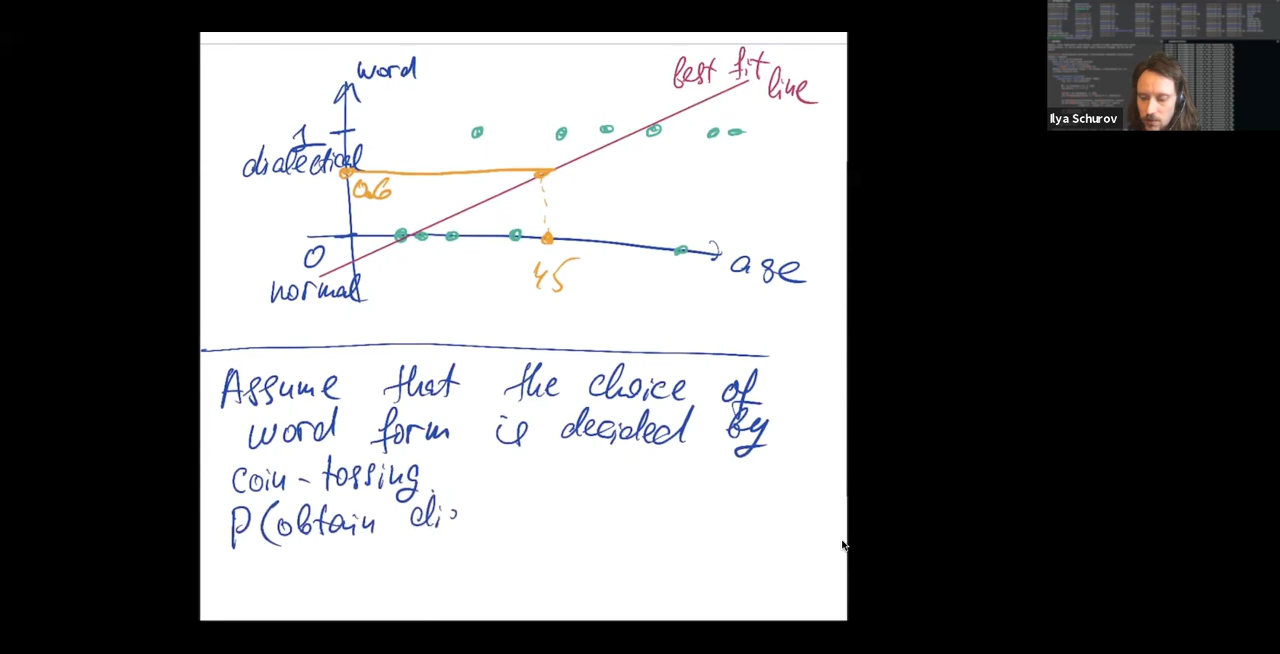 word
best fit
line
1
dialectical
0.6
0
normal
45
age
Assume that the choice of
word form is decided by
coin-tossing.
P(obtain di
Ilya Schurov